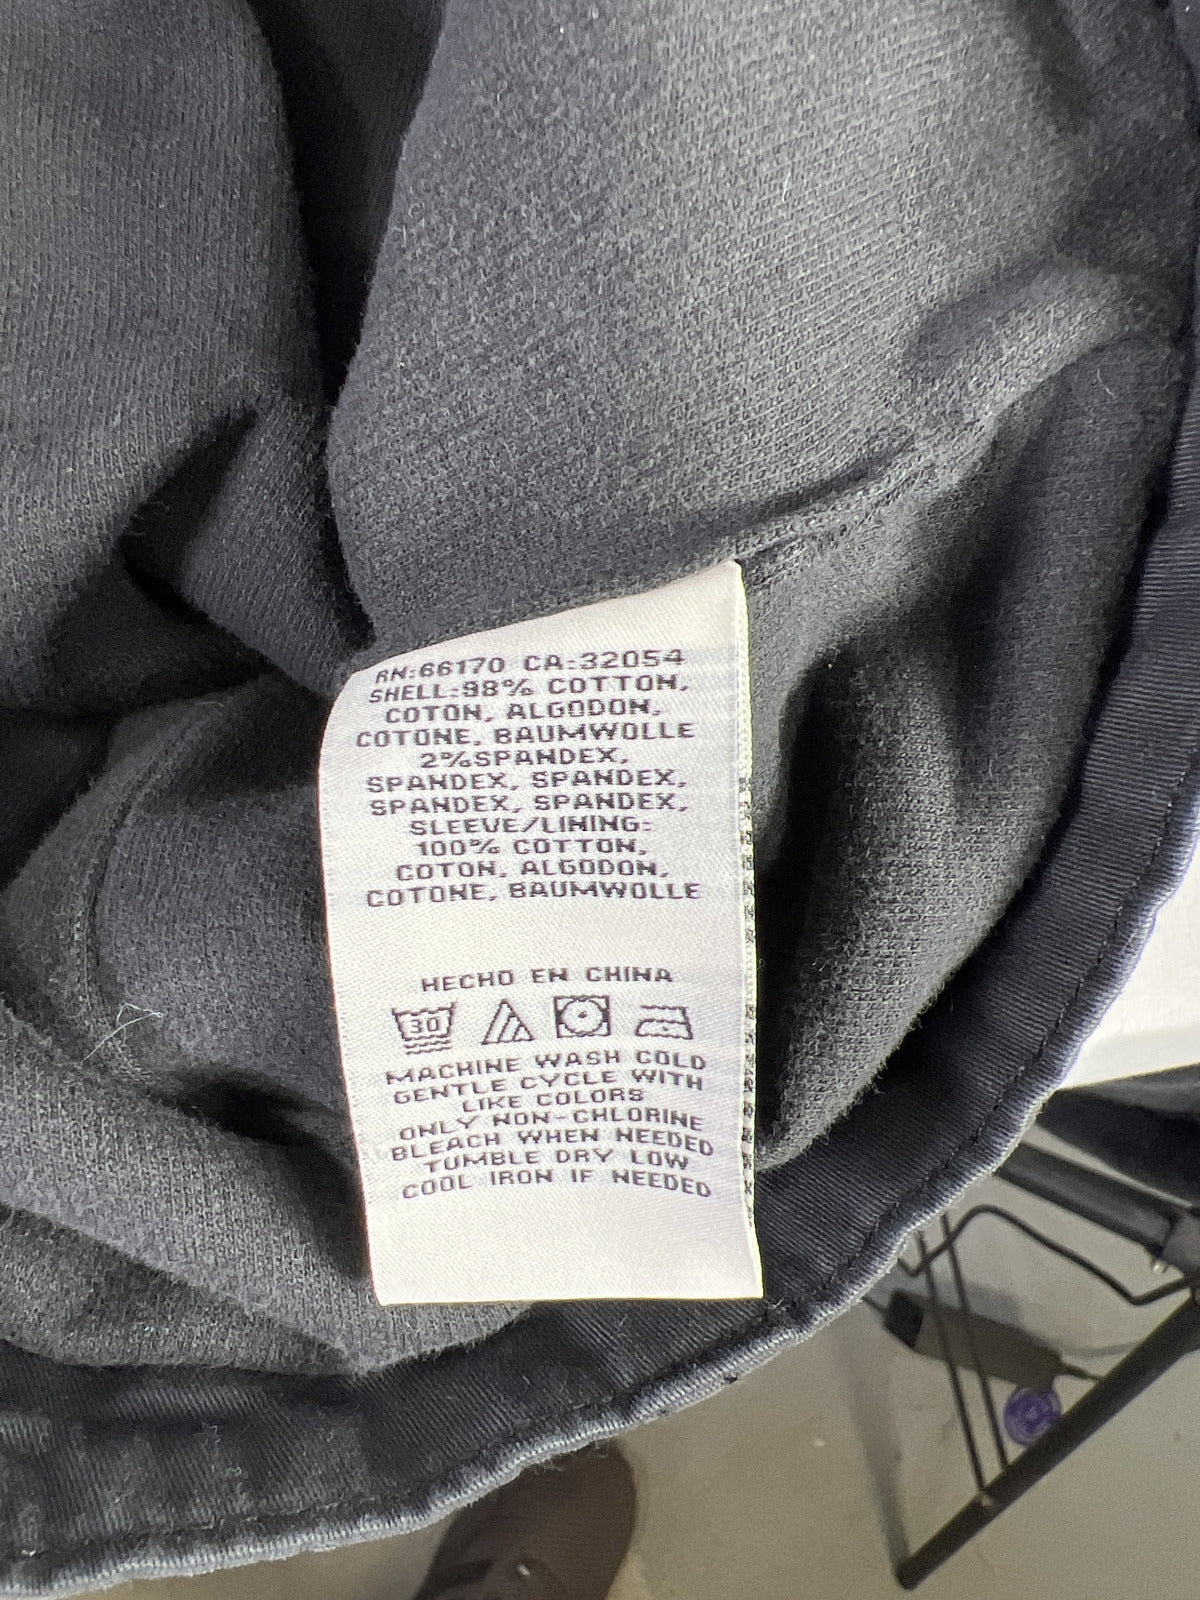 RN:66170 CA:32054
SHELL:98% COTTON,
COTON, ALGODON,
COTONE, BAUMWOLLE
2%SPANDEX,
SPANDEX, SPANDEX,
SPANDEX, SPANDEX,
SLEEVE/LINING:
100% COTTON,
COTON, ALGODON,
COTONE, BAUMWOLLE
HECHO EN CHINA
30
MACHINE WASH COLD
GENTLE CYCLE WITH
LIKE COLORS
ONLY NON-CHLORINE
BLEACH WHEN NEEDED
TUMBLE DRY LOW
COOL IRON IF NEEDED